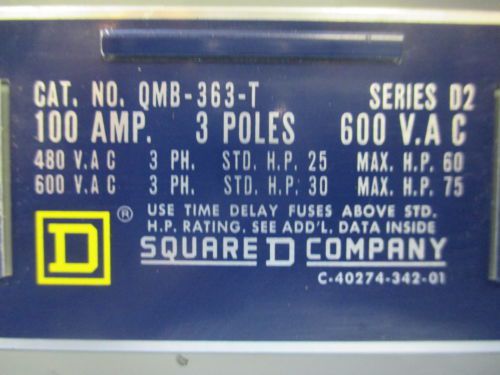 CAT. NO. QMB-363-T SERIES D2
100 AMP. 3 POLES 600 V.A C
480 V.A C 3 PH. STD. H.P. 25 MAX. H.P. 60
600 V.A C 3 PH. STD. H.P. 30 MAX. H.P. 75
D ® USE TIME DELAY FUSES ABOVE STD.
H.P. RATING, SEE ADD'L. DATA INSIDE
SQUARE D COMPANY
C-40274-342-01